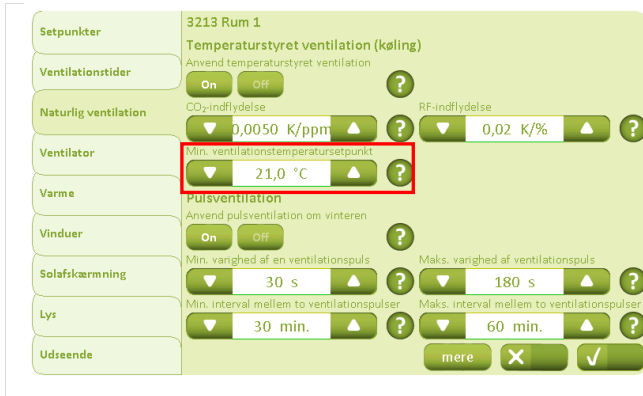 3213 Rum 1
Setpunkter
Ventilationstider
Naturlig ventilation
Ventilator
Varme
Vinduer
Solafskærmning
Lys
Udseende
Temperaturstyret ventilation (køling)
Anvend temperaturstyret ventilation
On Off ?
CO₂-indflydelse RF-indflydelse
0,0050 K/ppm ? 0,02 K/% ?
Min. ventilationstemperatursetpunkt
21,0 °C ?
Pulsventilation
Anvend pulsventilation om vinteren
On Off ?
Min. varighed af en ventilationspuls Maks. varighed af ventilationspuls
30 s ? 180 s ?
Min. interval mellem to ventilationspulser Maks. interval mellem to ventilationspulser
30 min. ? 60 min. ?
mere